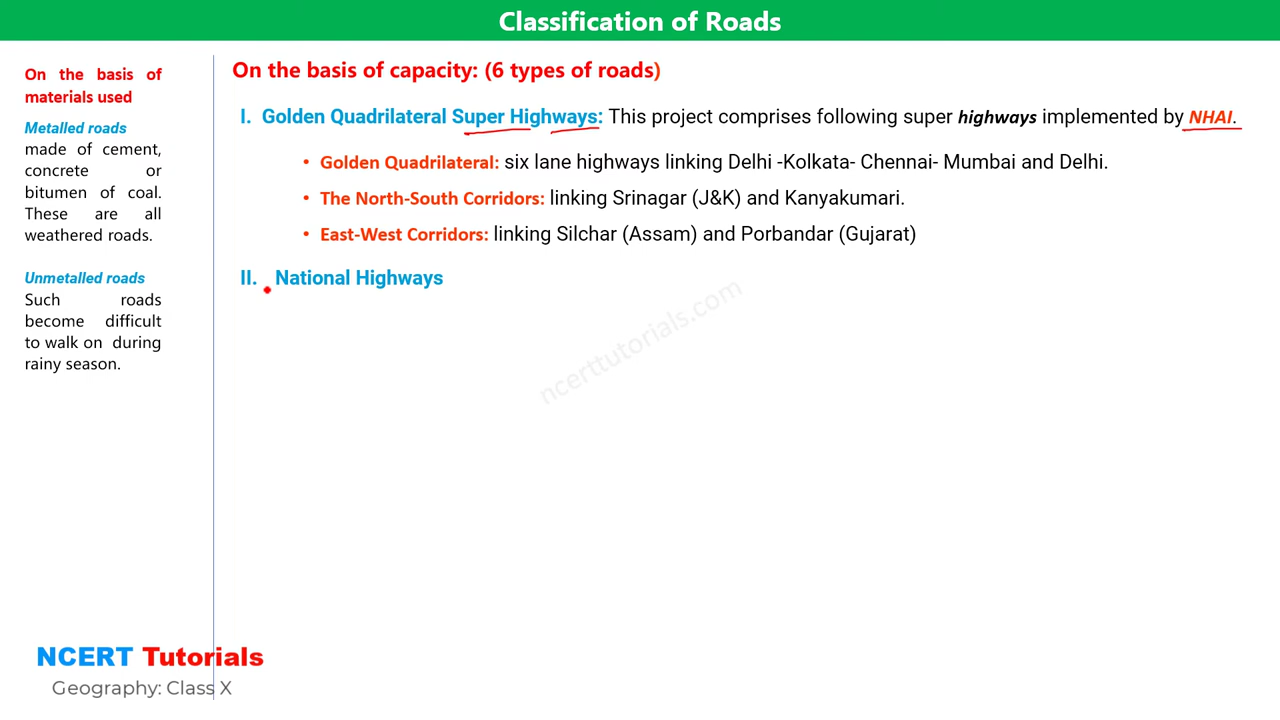 Classification of Roads
On the basis of
materials used
Metalled roads
made of cement,
concrete or
bitumen of coal.
These are all
weathered roads.
Unmetalled roads
Such roads
become difficult
to walk on during
rainy season.
On the basis of capacity: (6 types of roads)
I. Golden Quadrilateral Super Highways: This project comprises following super highways implemented by NHAI.
• Golden Quadrilateral: six lane highways linking Delhi -Kolkata- Chennai- Mumbai and Delhi.
• The North-South Corridors: linking Srinagar (J&K) and Kanyakumari.
• East-West Corridors: linking Silchar (Assam) and Porbandar (Gujarat)
II. National Highways
ncerttutorials.com
NCERT Tutorials
Geography: Class X